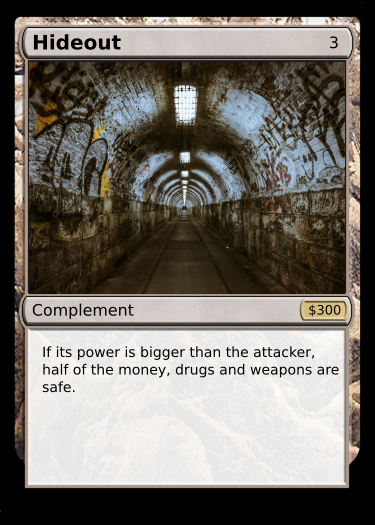 Hideout 3
Complement $300
If its power is bigger than the attacker,
half of the money, drugs and weapons are
safe.